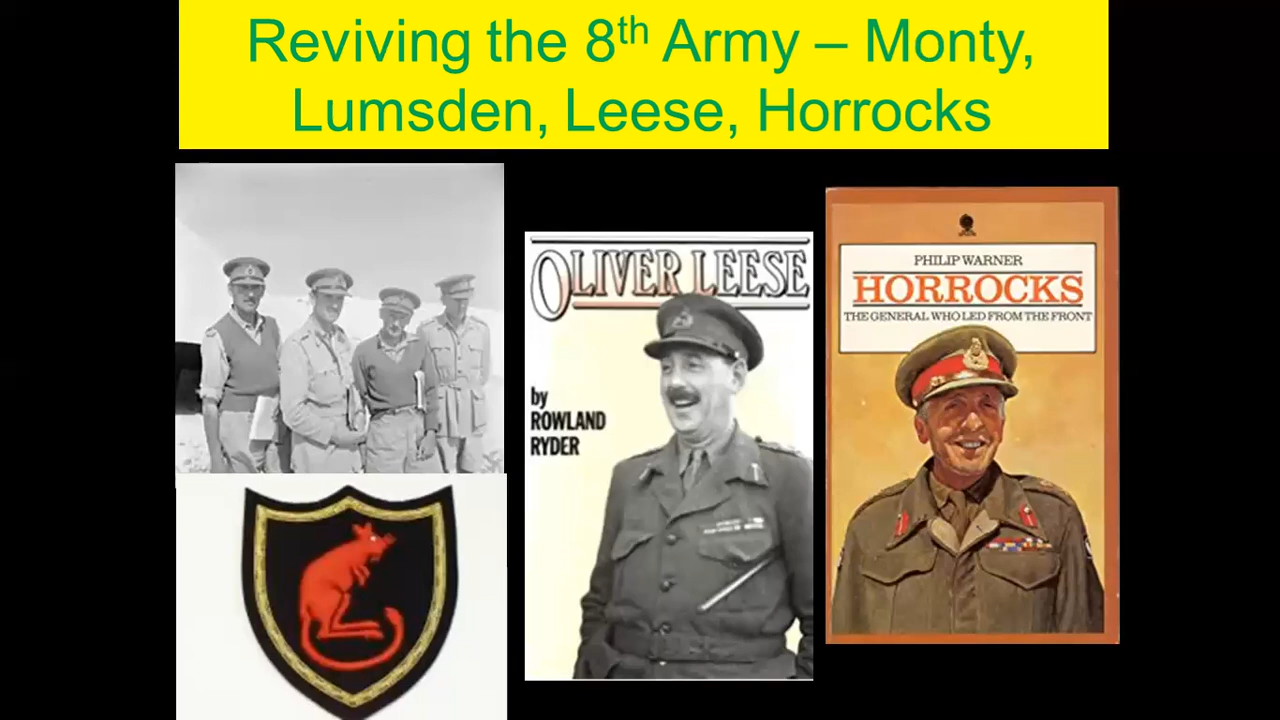 Reviving the 8th Army – Monty,
Lumsden, Leese, Horrocks
OLIVER LEESE
by
ROWLAND
RYDER
PHILIP WARNER
HORROCKS
THE GENERAL WHO LED FROM THE FRONT